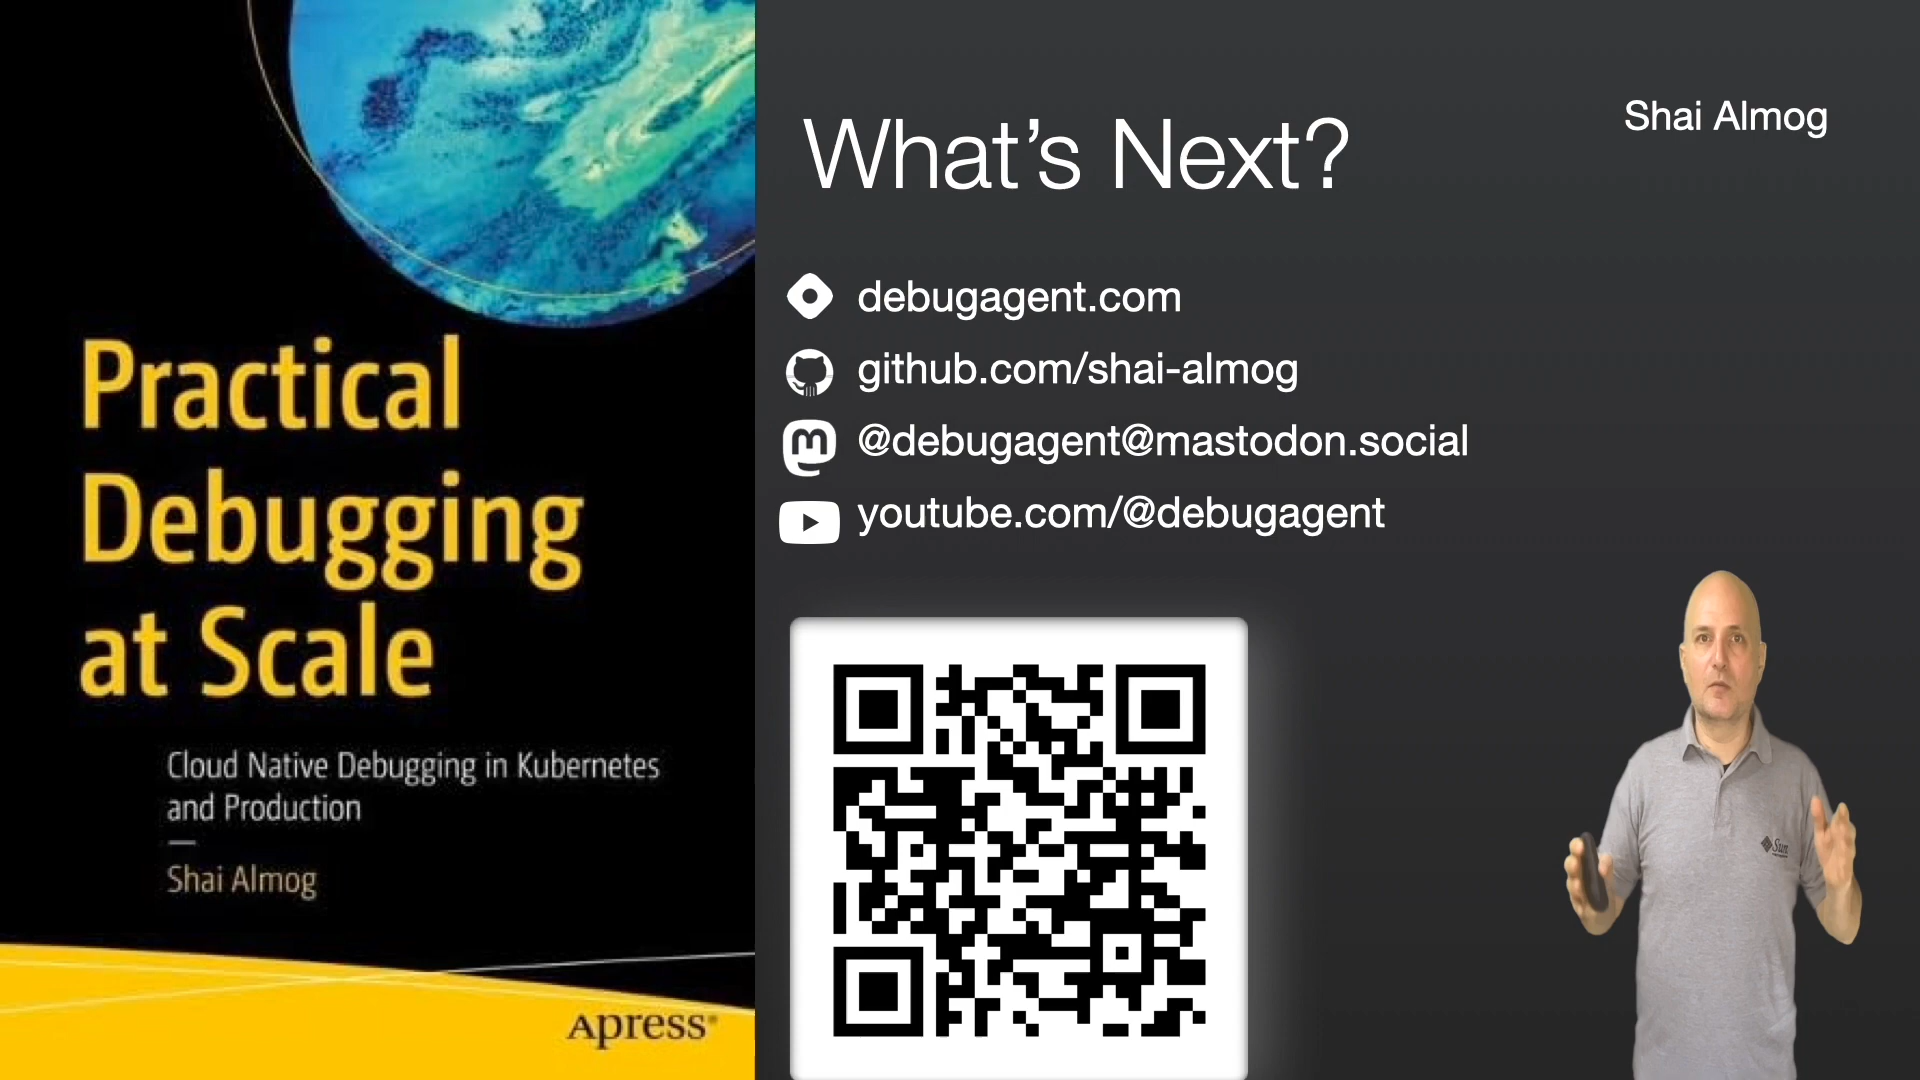 Practical
Debugging
at Scale
Cloud Native Debugging in Kubernetes
and Production
Shai Almog
Apress®
What’s Next?
Shai Almog
debugagent.com
github.com/shai-almog
@debugagent@mastodon.social
youtube.com/@debugagent
Sun